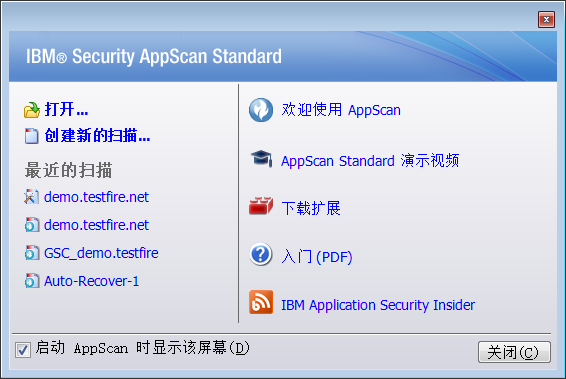 IBM® Security AppScan Standard
打开...
创建新的扫描...
最近的扫描
demo.testfire.net
demo.testfire.net
GSC_demo.testfire
Auto-Recover-1
欢迎使用 AppScan
AppScan Standard 演示视频
下载扩展
入门 (PDF)
IBM Application Security Insider
启动 AppScan 时显示该屏幕(D)
关闭(C)